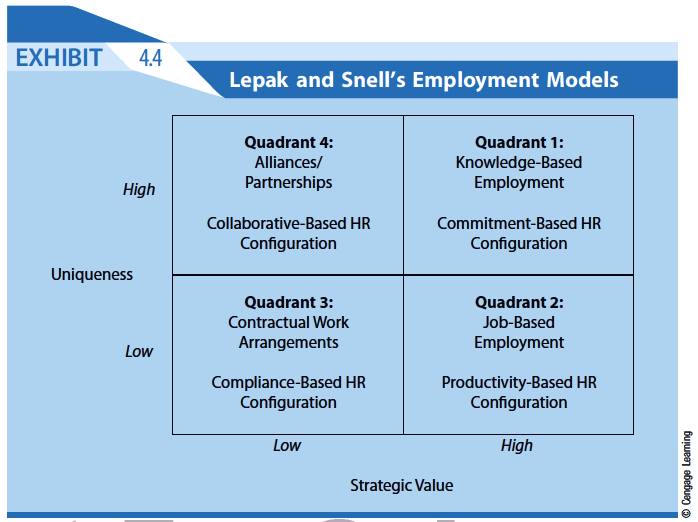 EXHIBIT 4.4
Lepak and Snell's Employment Models
Quadrant 4:
Alliances/
Partnerships
Collaborative-Based HR
Configuration
Quadrant 1:
Knowledge-Based
Employment
Commitment-Based HR
Configuration
High
Uniqueness
Quadrant 3:
Contractual Work
Arrangements
Compliance-Based HR
Configuration
Quadrant 2:
Job-Based
Employment
Productivity-Based HR
Configuration
Low
Low
High
Strategic Value
© Cengage Learning